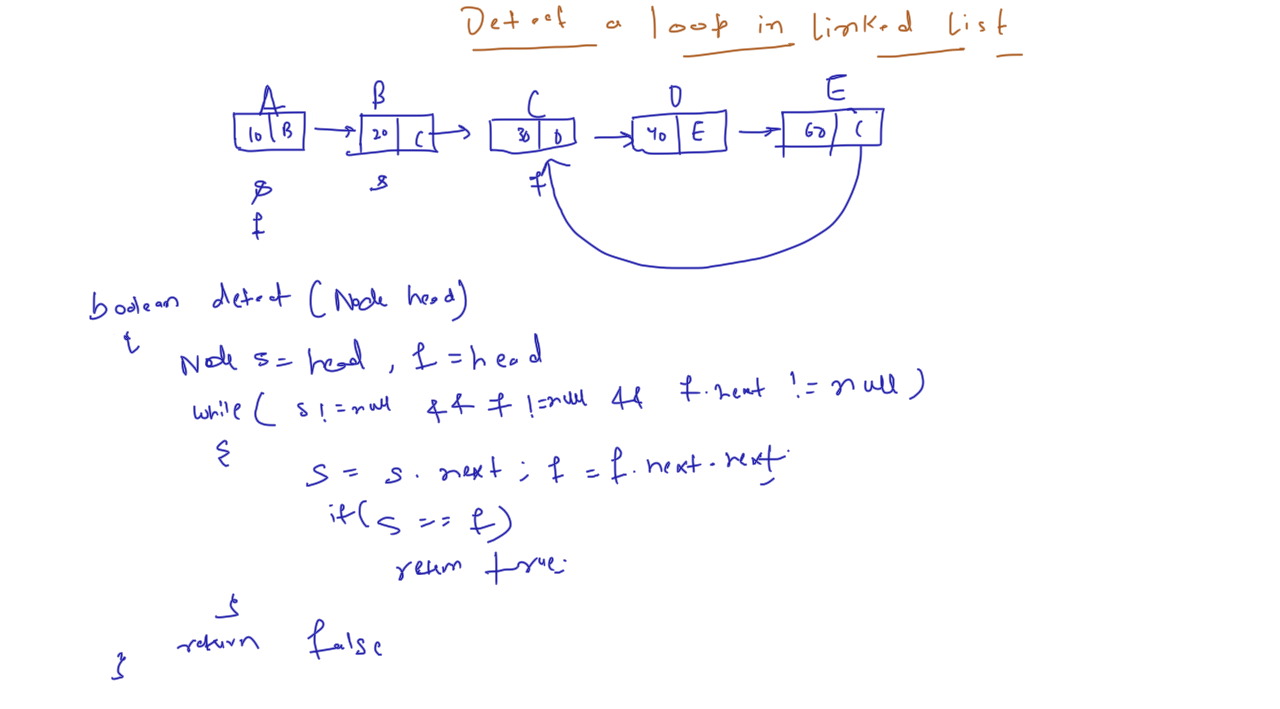 Detect a loop in linked list
A B C D E
10 B 20 C 30 D 40 E 60 C
s s f
f
boolean detect (Node head)
{
Node s = head , f = head
while ( s != null && f != null && f.next != null )
{
s = s . next ; f = f . next . next;
if( s == f )
return true;
}
return false
}